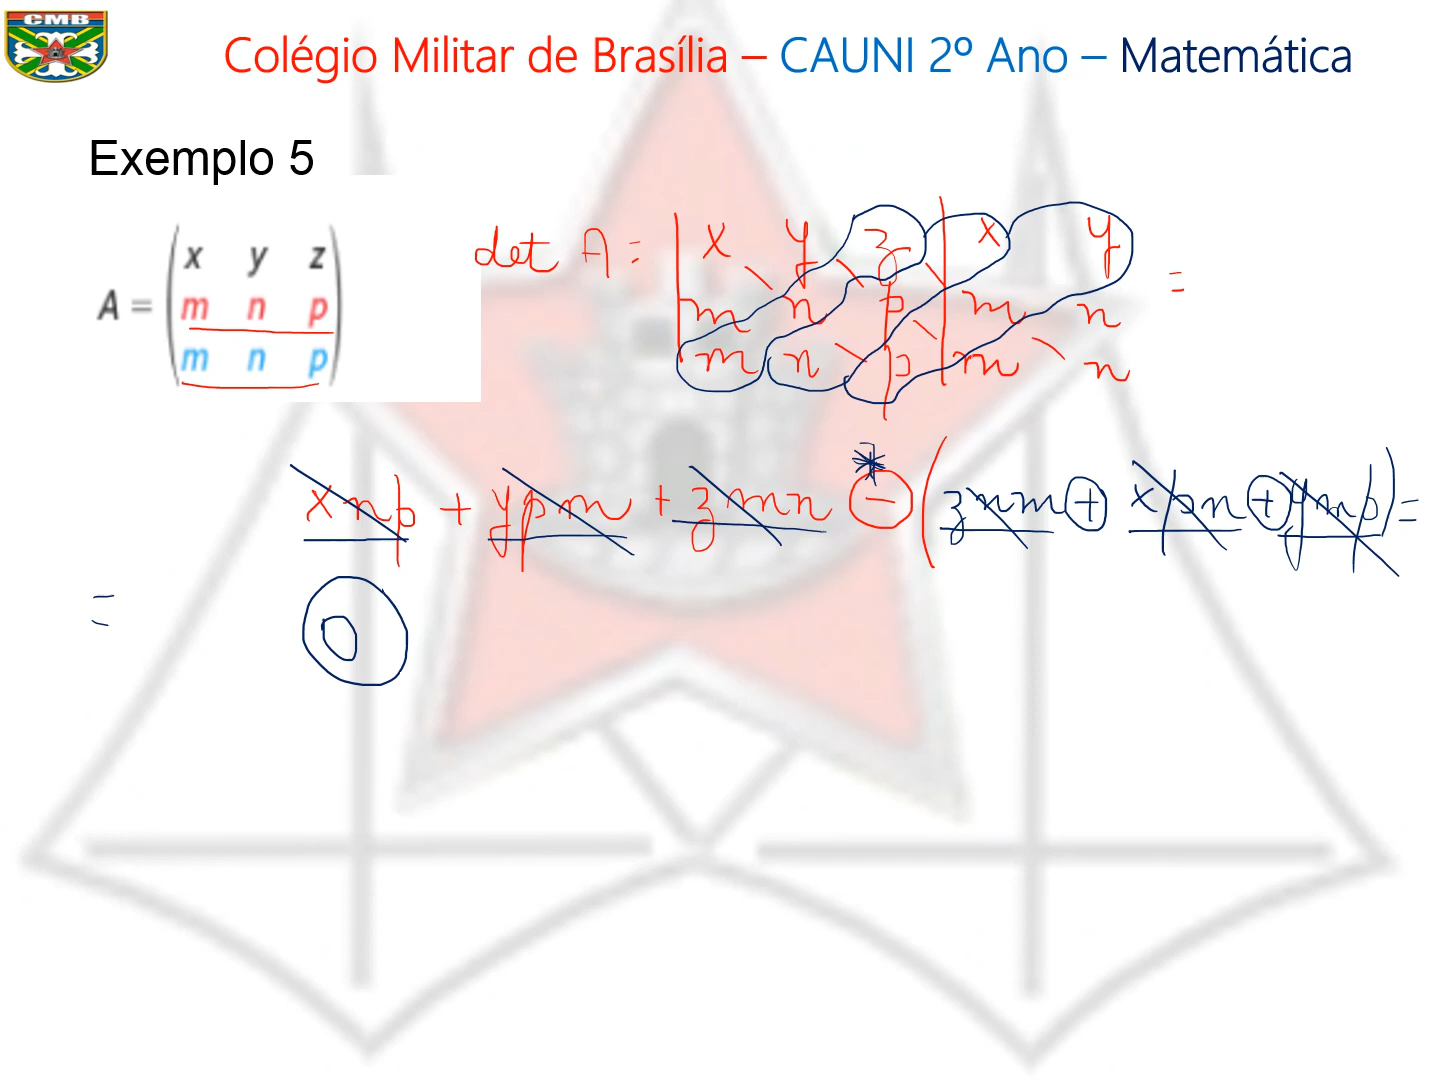 CMB
Colégio Militar de Brasília – CAUNI 2º Ano – Matemática
Exemplo 5
x y z
A = m n p
m n p
det A = x y z x y =
m n p m n
m n p m n
xnp + ypm + zmn - (znm + xpn + ymp) =
= 0